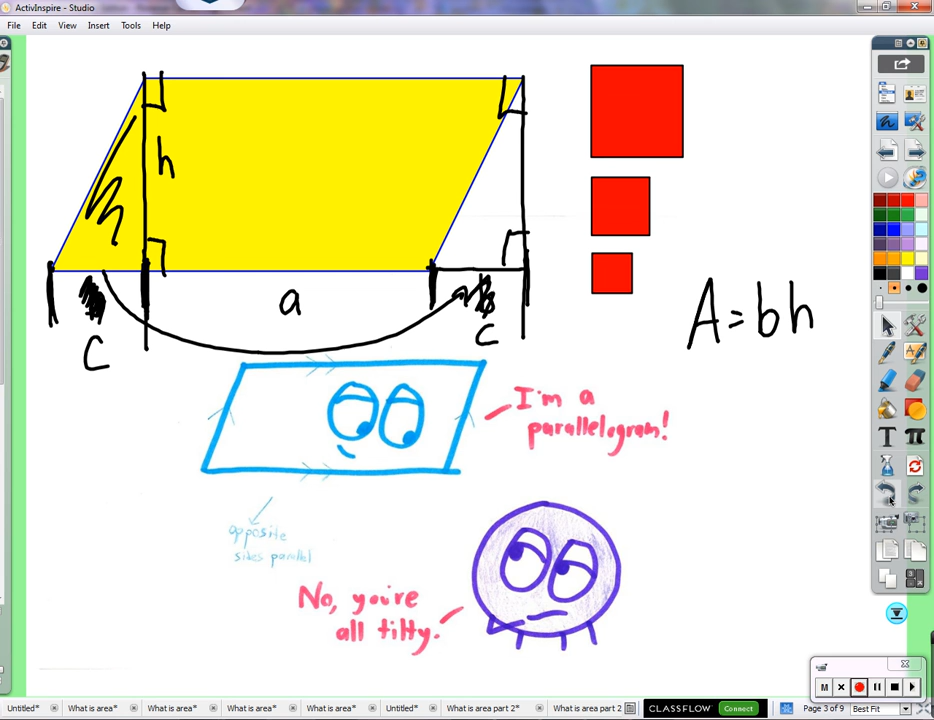 ActivInspire - Studio
File Edit View Insert Tools Help
h
a
c
c
A=bh
I'm a
parallelogram!
opposite
sides parallel
No, you're
all tilty.
T π
M
Untitled* What is area* What is area* What is area* What is area* Untitled* What is area part 2* What is area part 2 CLASSFLOW Connect Page 3 of 9 Best Fit